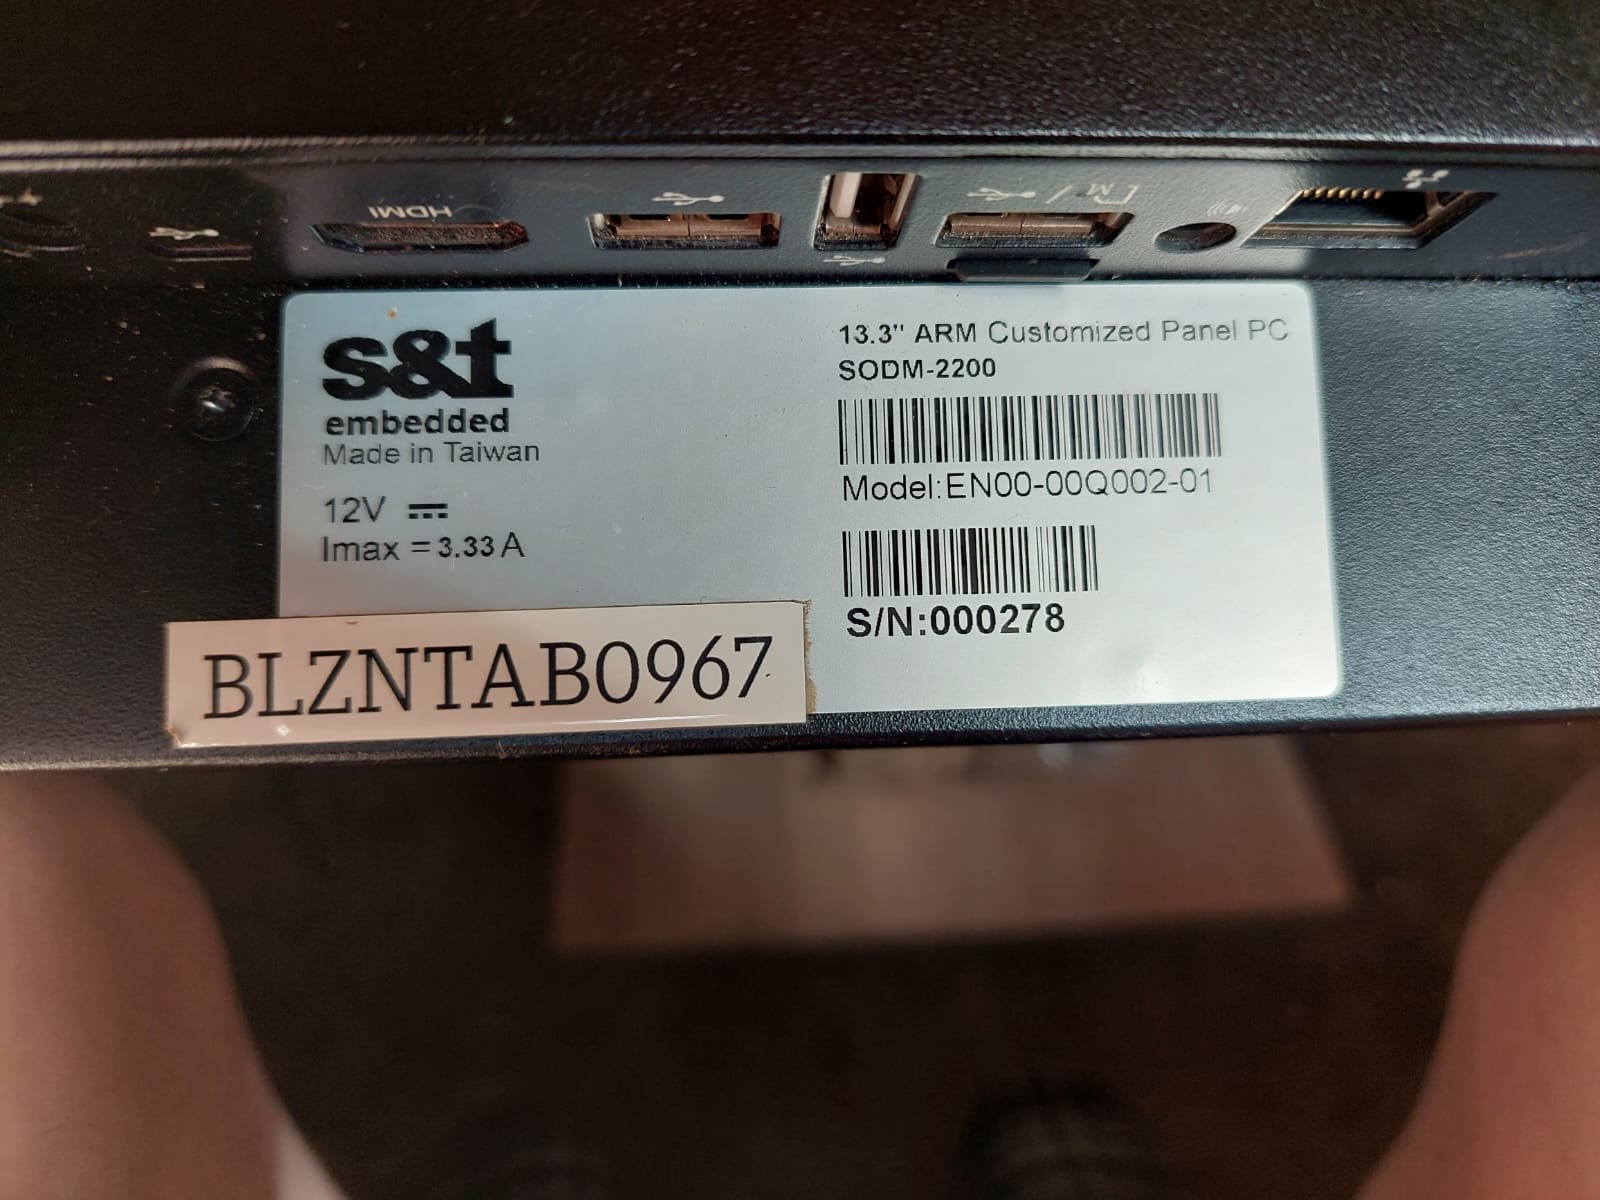 HDMI
s&t
embedded
Made in Taiwan
12V
Imax = 3.33 A
13.3" ARM Customized Panel PC
SODM-2200
Model:EN00-00Q002-01
S/N:000278
BLZNTAB0967